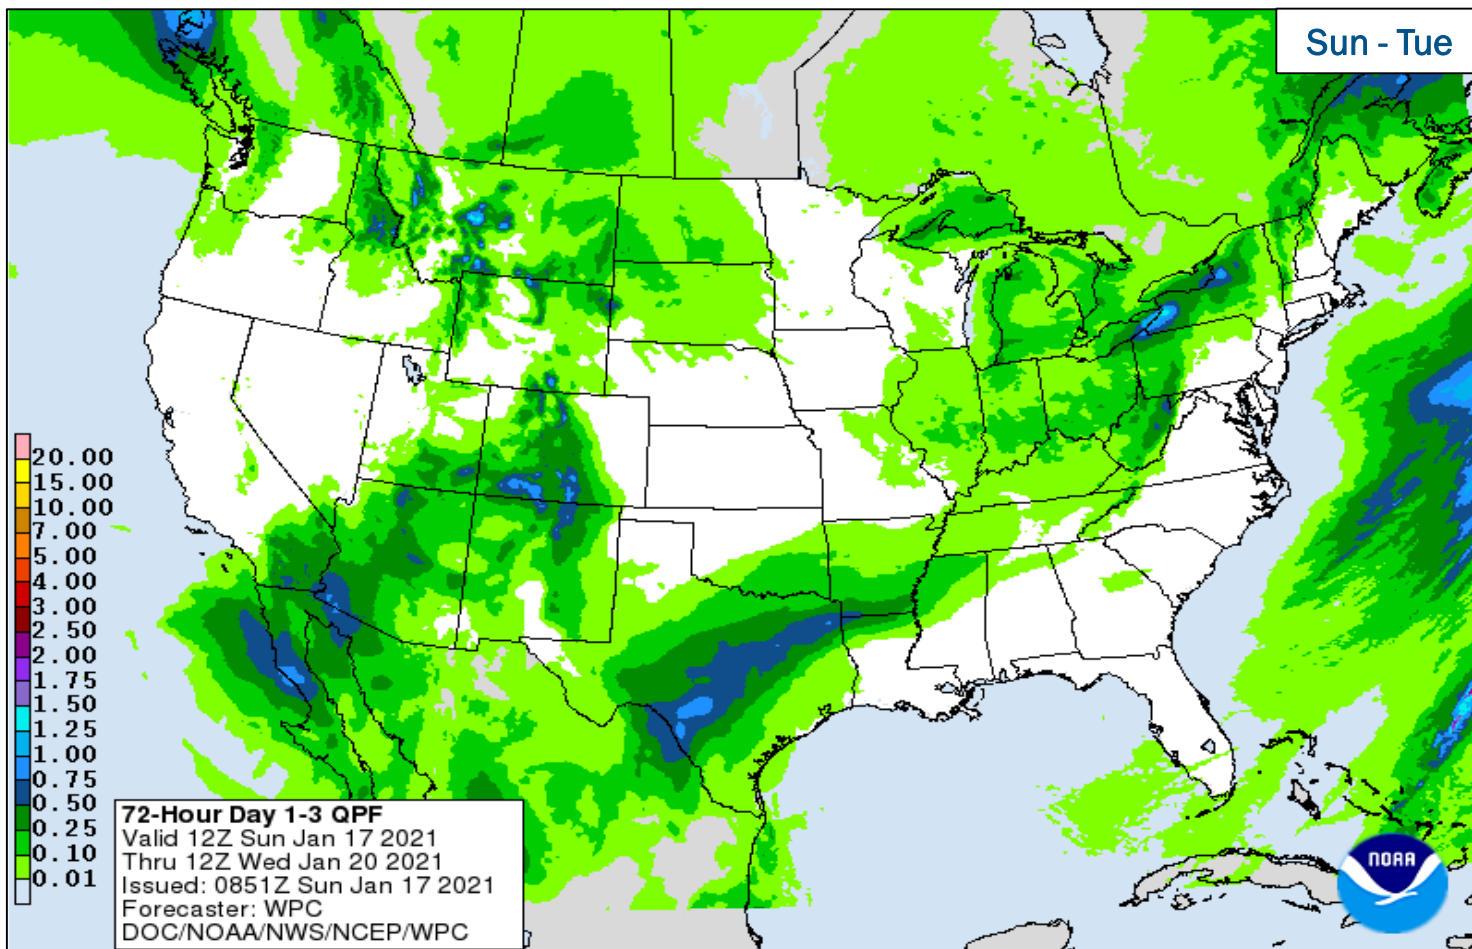 Sun - Tue
20.00
15.00
10.00
7.00
5.00
4.00
3.00
2.50
2.00
1.75
1.50
1.25
1.00
0.75
0.50
0.25
0.10
0.01
72-Hour Day 1-3 QPF
Valid 12Z Sun Jan 17 2021
Thru 12Z Wed Jan 20 2021
Issued: 0851Z Sun Jan 17 2021
Forecaster: WPC
DOC/NOAA/NWS/NCEP/WPC
NOAA